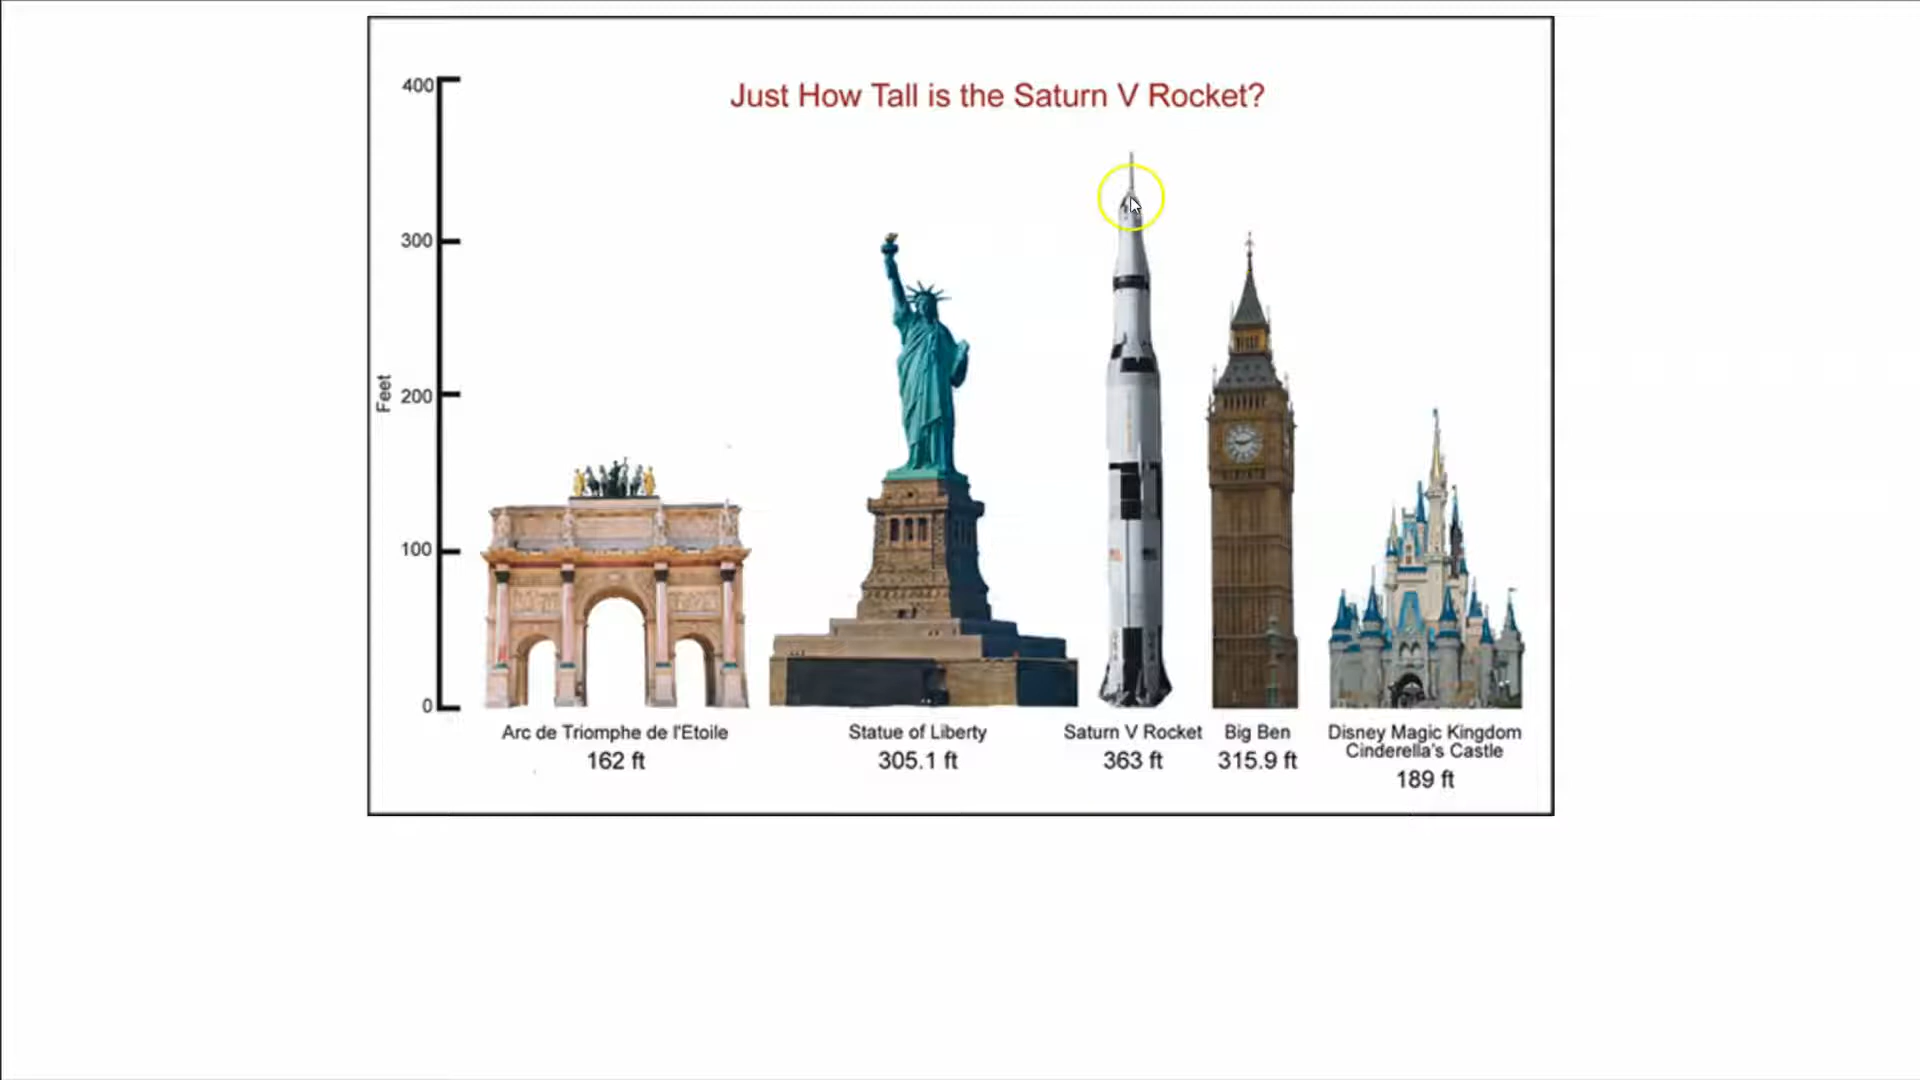 Just How Tall is the Saturn V Rocket?
400
300
200
100
0
Feet
Arc de Triomphe de l'Etoile
162 ft
Statue of Liberty
305.1 ft
Saturn V Rocket
363 ft
Big Ben
315.9 ft
Disney Magic Kingdom
Cinderella's Castle
189 ft